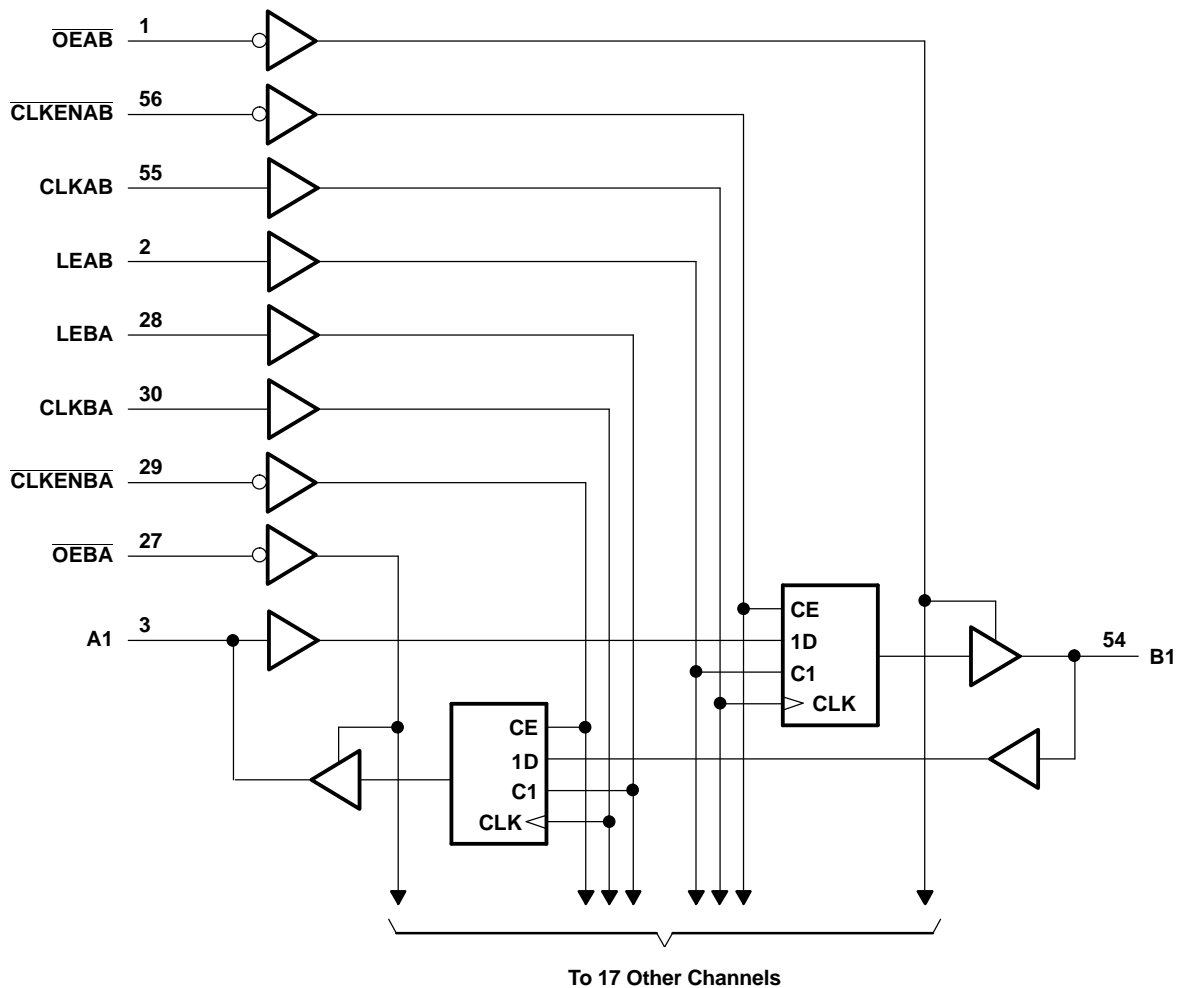 OEAB 1
CLKENAB 56
CLKAB 55
LEAB 2
LEBA 28
CLKBA 30
CLKENBA 29
OEBA 27
A1 3
CE
1D
C1
CLK
54 B1
CE
1D
C1
CLK
To 17 Other Channels